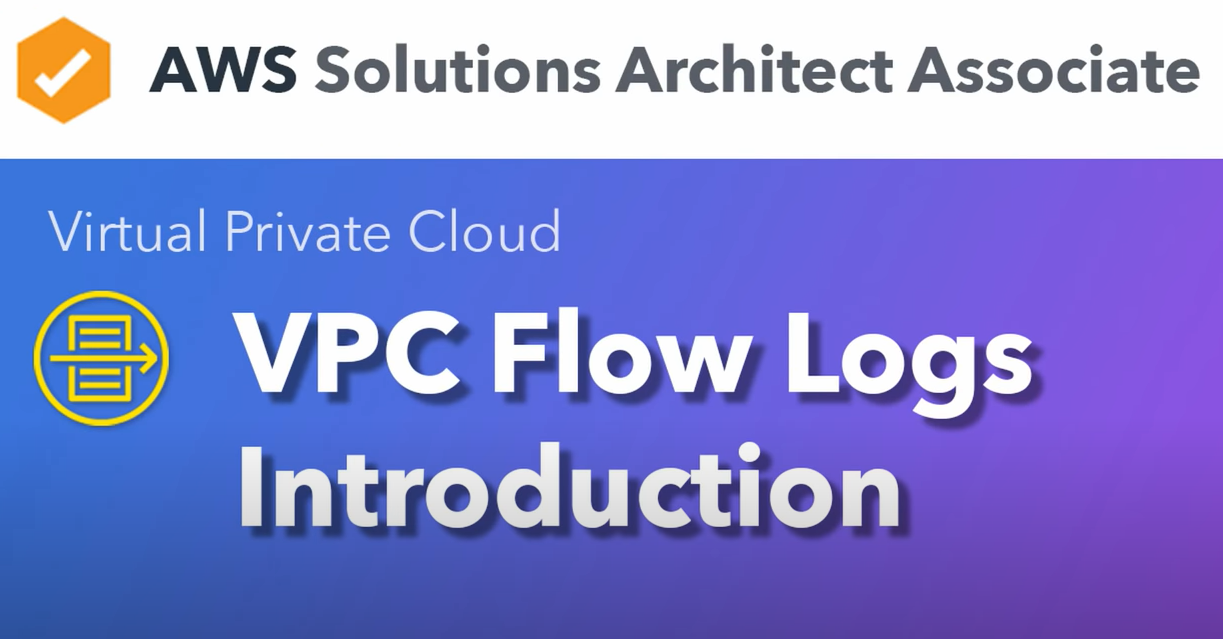 AWS Solutions Architect Associate
Virtual Private Cloud
VPC Flow Logs
Introduction